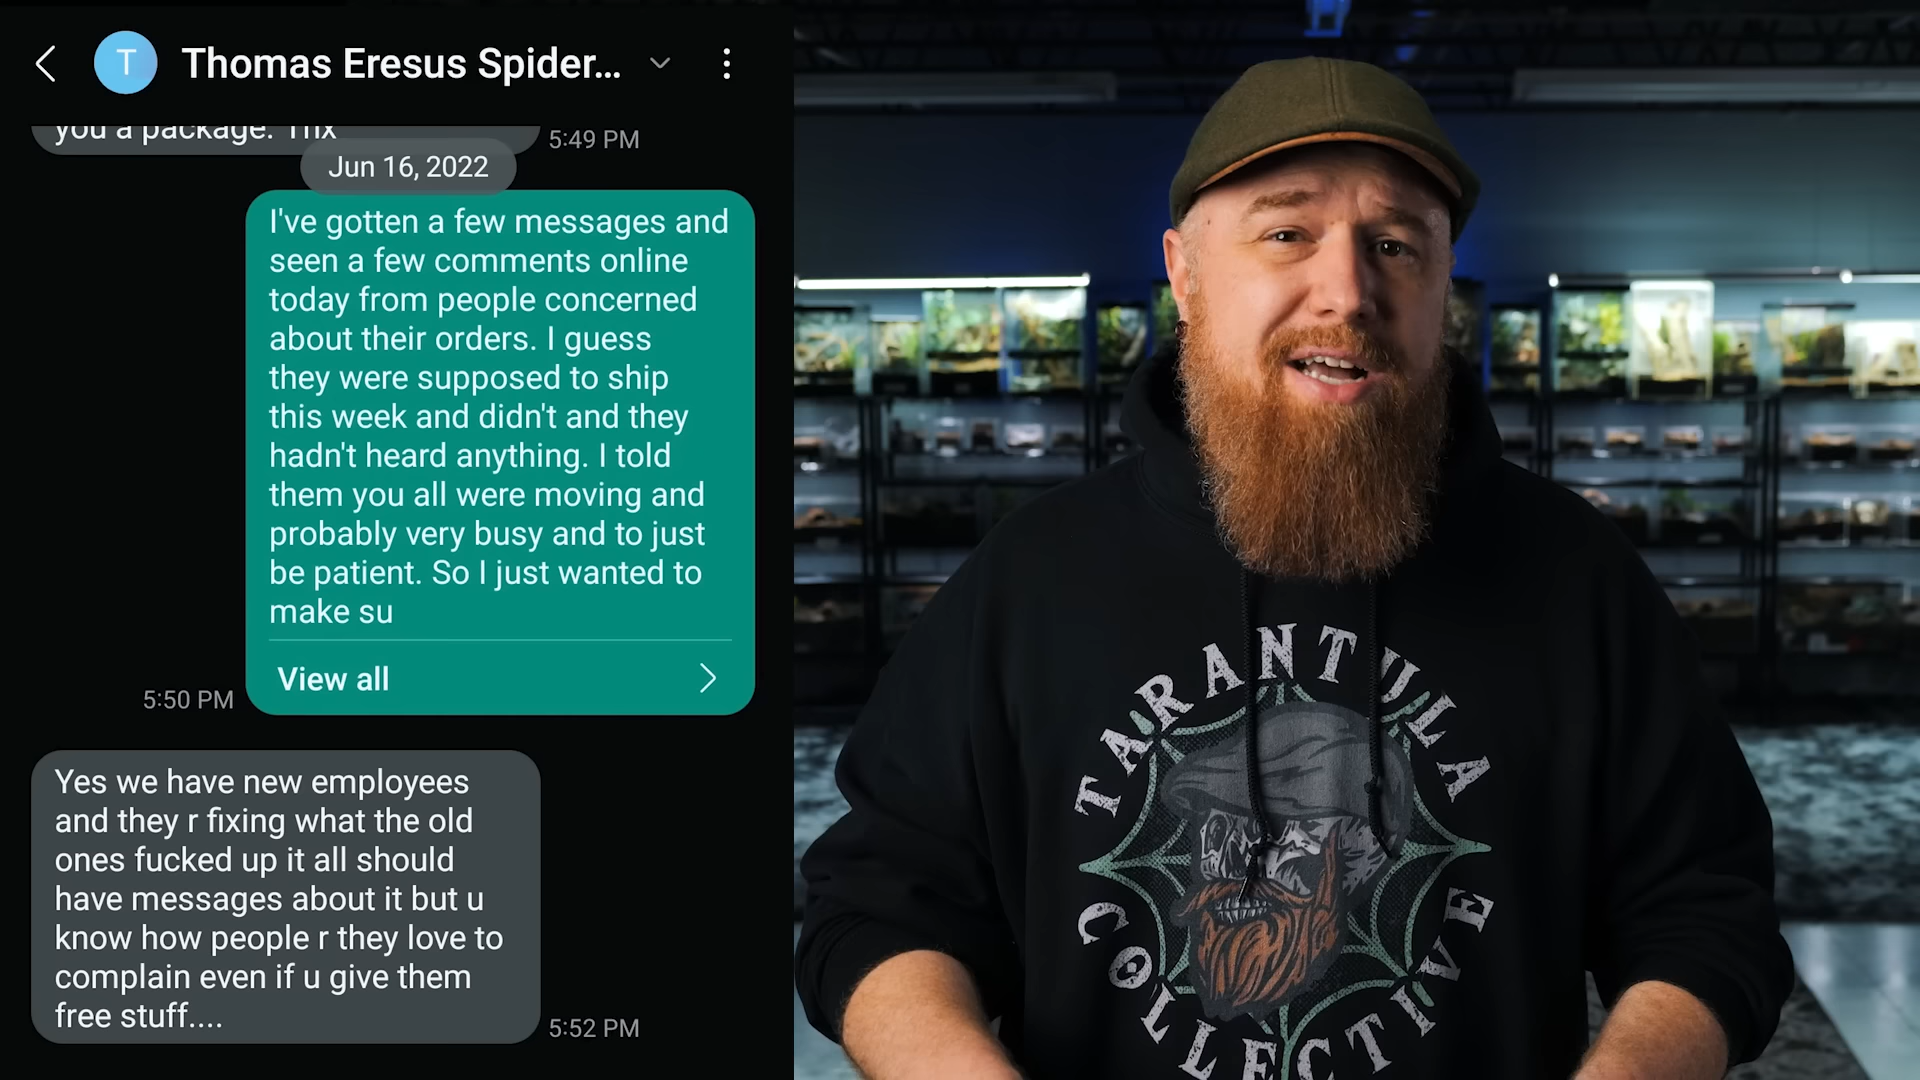 T
Thomas Eresus Spider...
you a package. Thx
5:49 PM
Jun 16, 2022
I've gotten a few messages and
seen a few comments online
today from people concerned
about their orders. I guess
they were supposed to ship
this week and didn't and they
hadn't heard anything. I told
them you all were moving and
probably very busy and to just
be patient. So I just wanted to
make su
View all
5:50 PM
Yes we have new employees
and they r fixing what the old
ones fucked up it all should
have messages about it but u
know how people r they love to
complain even if u give them
free stuff....
5:52 PM
TARANTULA
COLLECTIVE